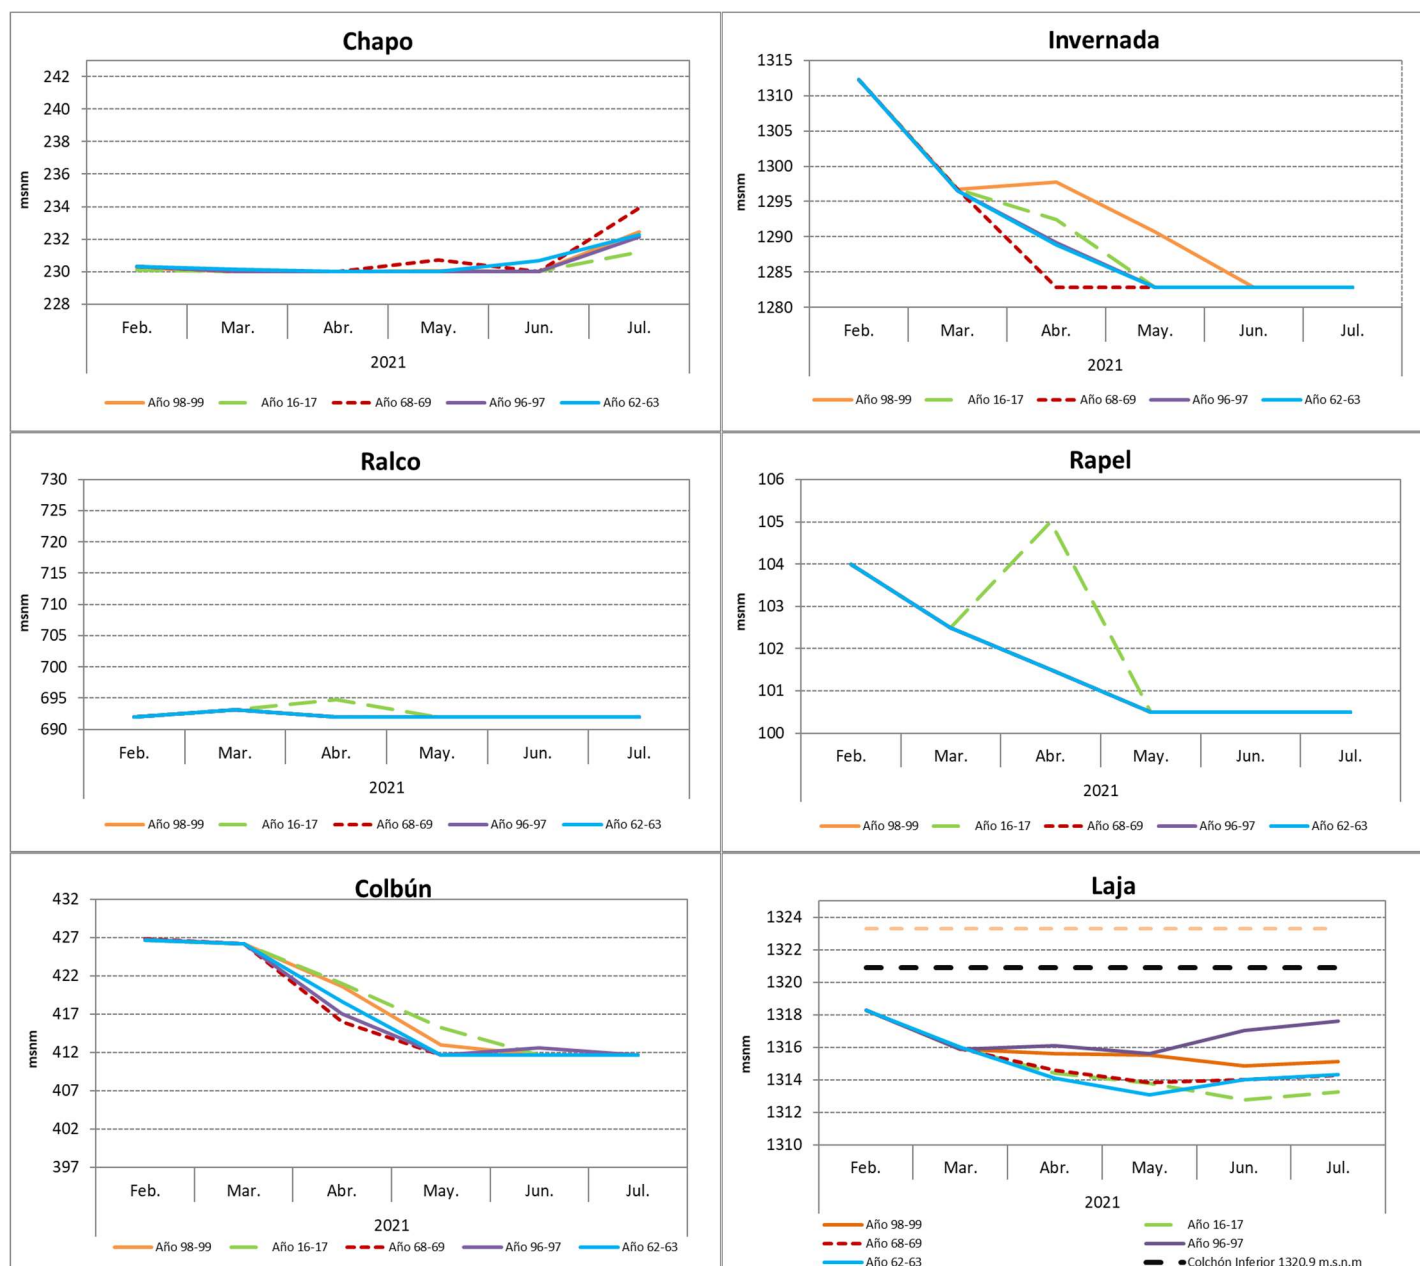 Chapo
msnm
242
240
238
236
234
232
230
228
Feb. Mar. Abr. May. Jun. Jul.
2021
Año 98-99 Año 16-17 Año 68-69 Año 96-97 Año 62-63
Invernada
msnm
1315
1310
1305
1300
1295
1290
1285
1280
Feb. Mar. Abr. May. Jun. Jul.
2021
Año 98-99 Año 16-17 Año 68-69 Año 96-97 Año 62-63
Ralco
msnm
730
725
720
715
710
705
700
695
690
Feb. Mar. Abr. May. Jun. Jul.
2021
Año 98-99 Año 16-17 Año 68-69 Año 96-97 Año 62-63
Rapel
msnm
106
105
104
103
102
101
100
Feb. Mar. Abr. May. Jun. Jul.
2021
Año 98-99 Año 16-17 Año 68-69 Año 96-97 Año 62-63
Colbún
msnm
432
427
422
417
412
407
402
397
Feb. Mar. Abr. May. Jun. Jul.
2021
Año 98-99 Año 16-17 Año 68-69 Año 96-97 Año 62-63
Laja
msnm
1324
1322
1320
1318
1316
1314
1312
1310
Feb. Mar. Abr. May. Jun. Jul.
2021
Año 98-99 Año 16-17
Año 68-69 Año 96-97
Año 62-63 Colchón Inferior 1320.9 m.s.n.m